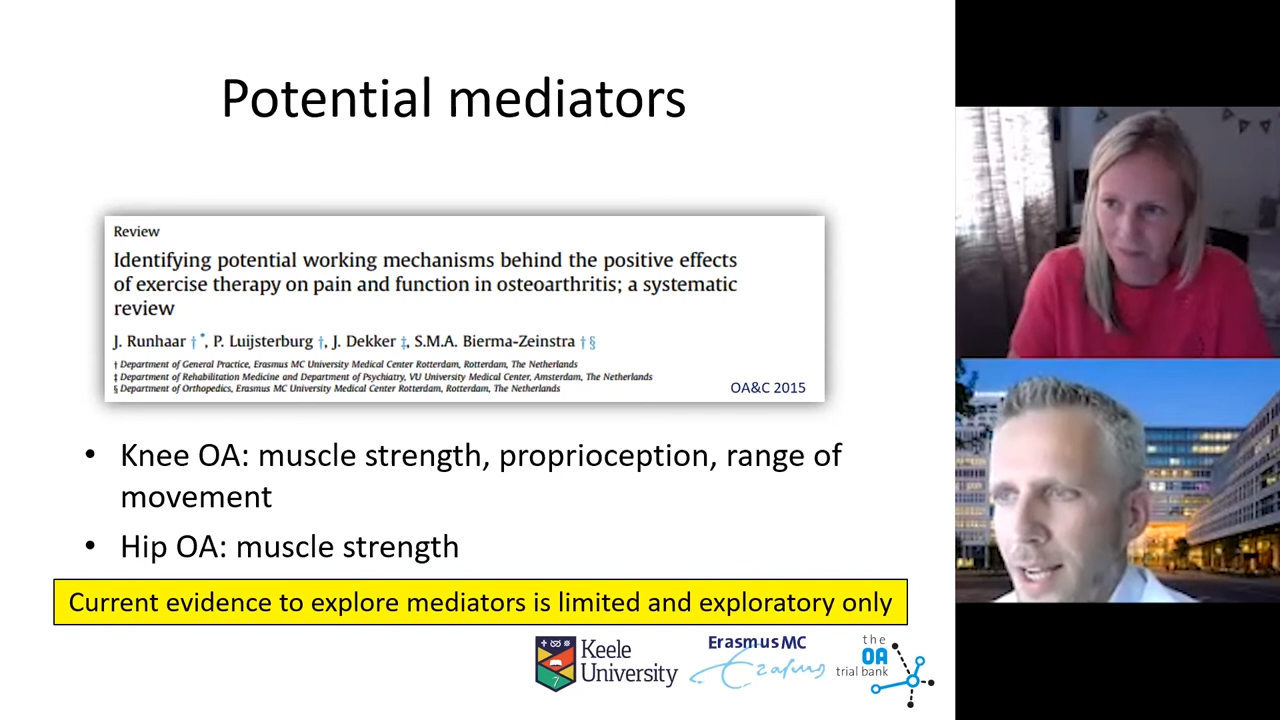 Potential mediators
Review
Identifying potential working mechanisms behind the positive effects
of exercise therapy on pain and function in osteoarthritis; a systematic
review
J. Runhaar † *, P. Luijsterburg †, J. Dekker ‡, S.M.A. Bierma-Zeinstra † §
† Department of General Practice, Erasmus MC University Medical Center Rotterdam, Rotterdam, The Netherlands
‡ Department of Rehabilitation Medicine and Department of Psychiatry, VU University Medical Center, Amsterdam, The Netherlands
§ Department of Orthopedics, Erasmus MC University Medical Center Rotterdam, Rotterdam, The Netherlands
OA&C 2015
• Knee OA: muscle strength, proprioception, range of
movement
• Hip OA: muscle strength
Current evidence to explore mediators is limited and exploratory only
Keele
University
Erasmus MC
Erasmus
the
OA
trial bank